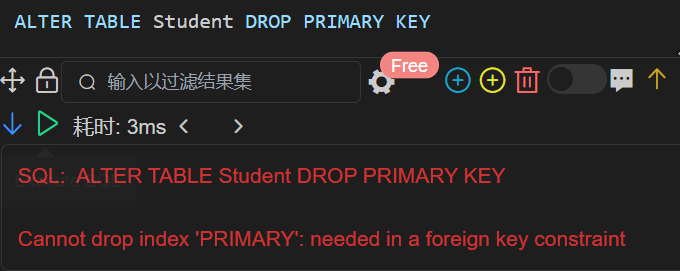 ALTER TABLE Student DROP PRIMARY KEY
输入以过滤结果集
Free
耗时: 3ms
SQL:  ALTER TABLE Student DROP PRIMARY KEY
Cannot drop index 'PRIMARY': needed in a foreign key constraint